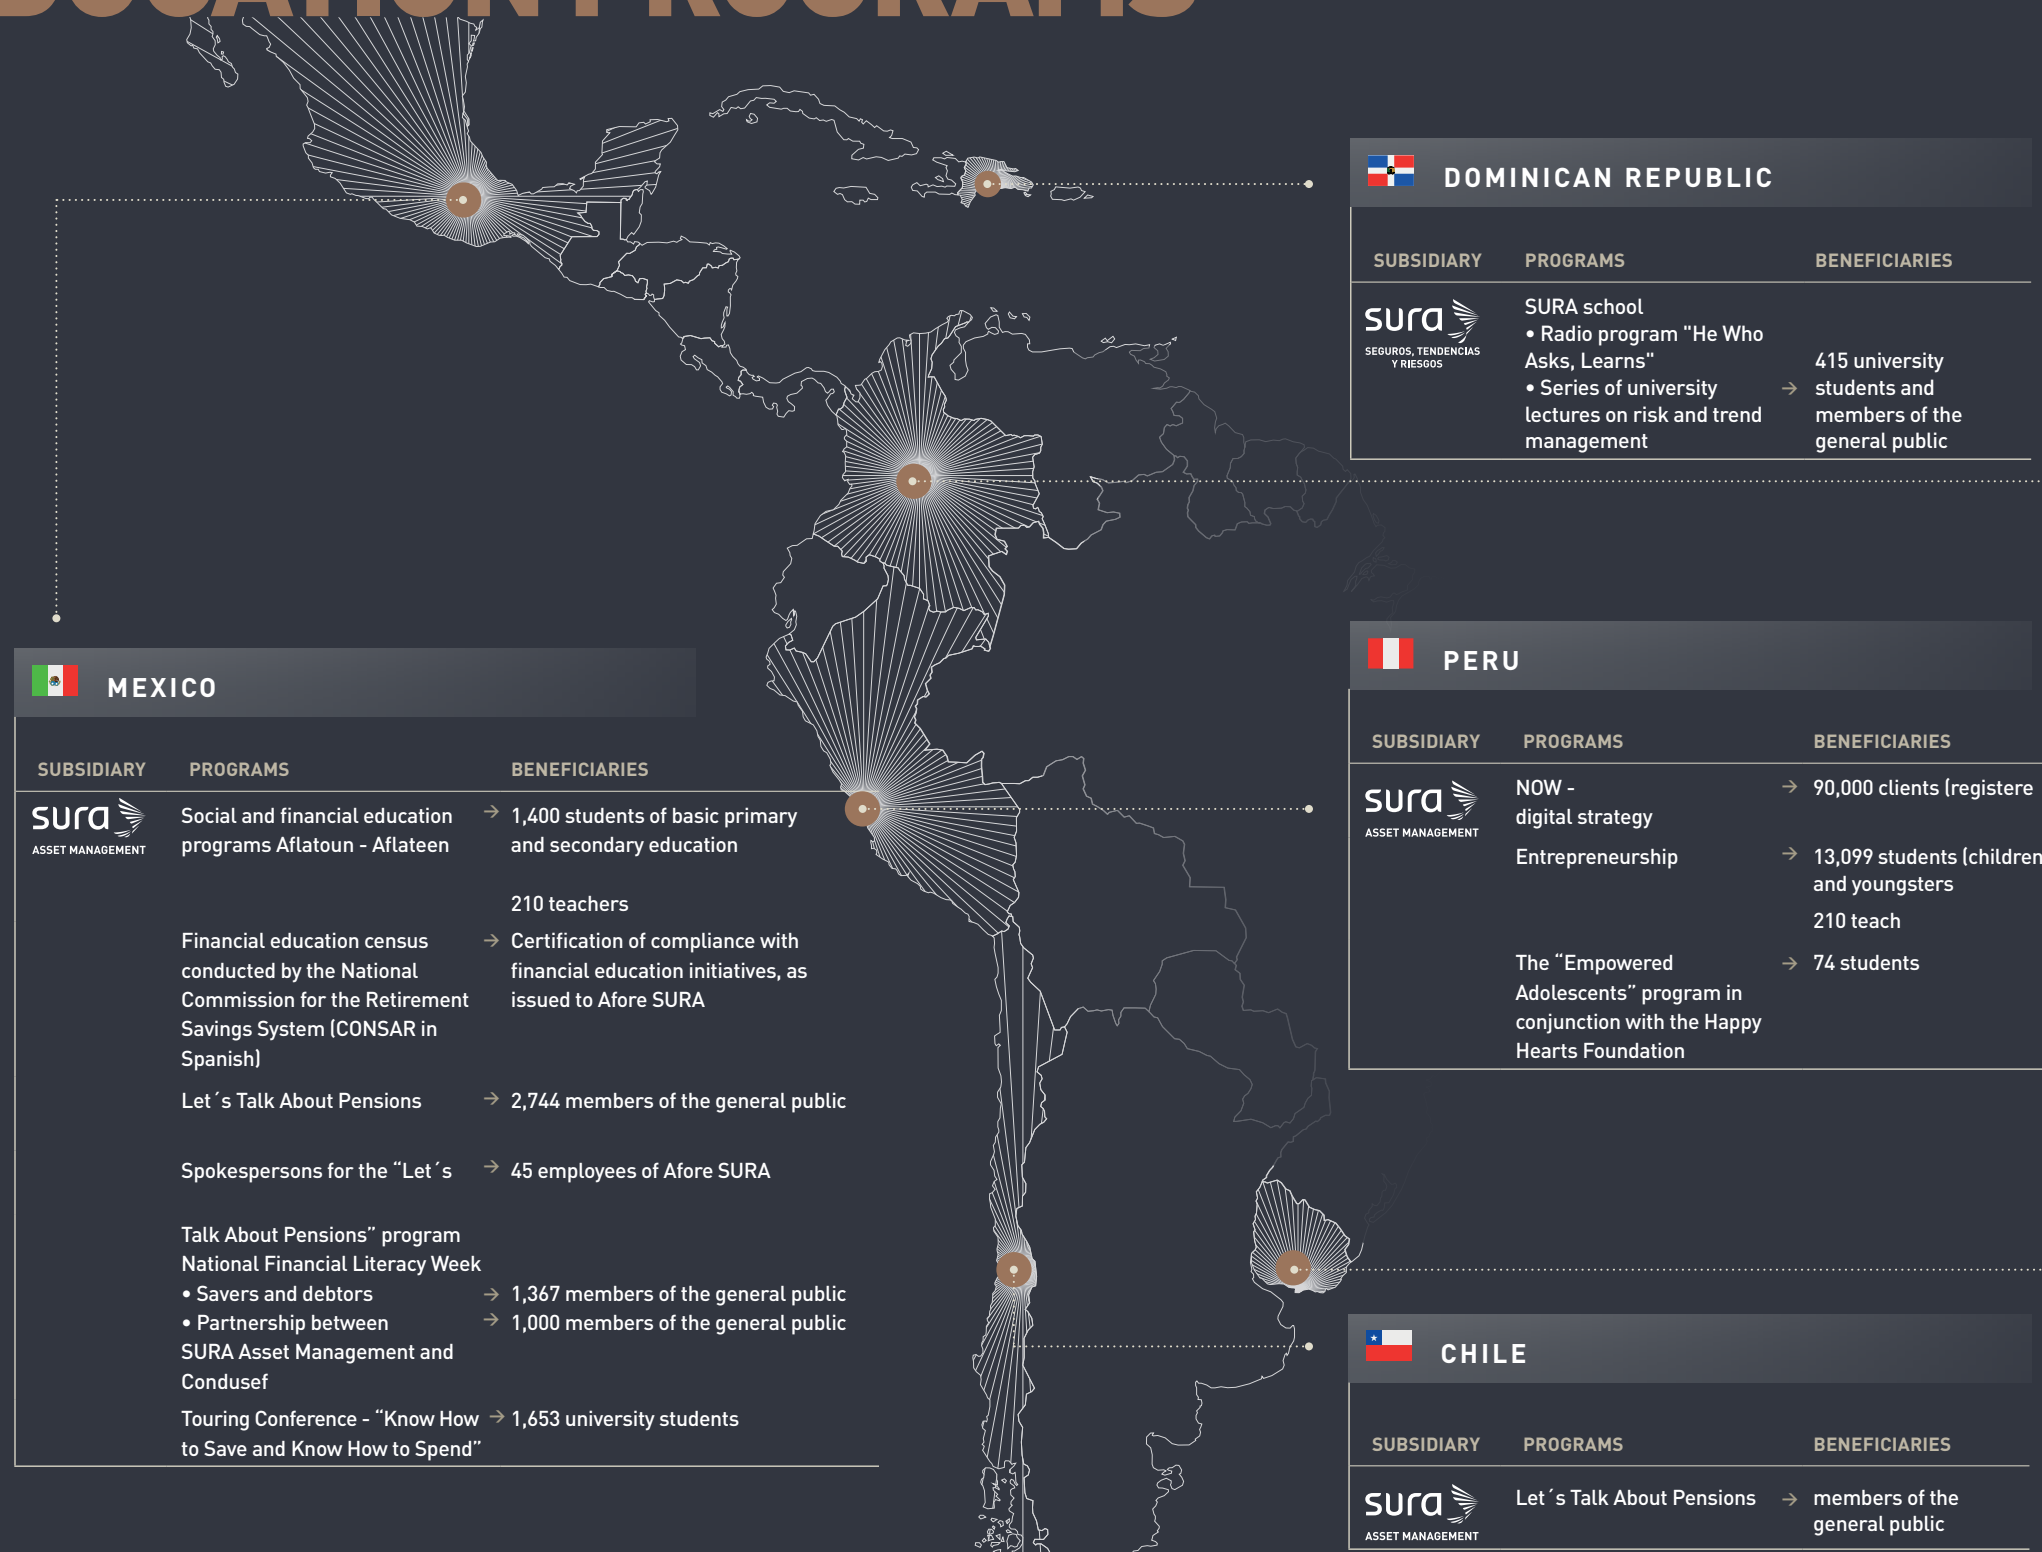 DUCATION PROGRAMS
DOMINICAN REPUBLIC
SUBSIDIARY PROGRAMS BENEFICIARIES
sura
SEGUROS, TENDENCIAS
Y RIESGOS
SURA school
• Radio program "He Who
Asks, Learns"
• Series of university
lectures on risk and trend
management
→ 415 university
students and
members of the
general public
MEXICO
SUBSIDIARY PROGRAMS BENEFICIARIES
sura
ASSET MANAGEMENT
Social and financial education
programs Aflatoun - Aflateen
→ 1,400 students of basic primary
and secondary education
210 teachers
Financial education census
conducted by the National
Commission for the Retirement
Savings System (CONSAR in
Spanish)
→ Certification of compliance with
financial education initiatives, as
issued to Afore SURA
Let´s Talk About Pensions → 2,744 members of the general public
Spokespersons for the “Let´s → 45 employees of Afore SURA
Talk About Pensions” program
National Financial Literacy Week
• Savers and debtors → 1,367 members of the general public
• Partnership between → 1,000 members of the general public
SURA Asset Management and
Condusef
Touring Conference - “Know How → 1,653 university students
to Save and Know How to Spend”
PERU
SUBSIDIARY PROGRAMS BENEFICIARIES
sura
ASSET MANAGEMENT
NOW - → 90,000 clients (registere
digital strategy
Entrepreneurship → 13,099 students (children
and youngsters
210 teach
The “Empowered → 74 students
Adolescents” program in
conjunction with the Happy
Hearts Foundation
CHILE
SUBSIDIARY PROGRAMS BENEFICIARIES
sura
ASSET MANAGEMENT
Let´s Talk About Pensions → members of the
general public